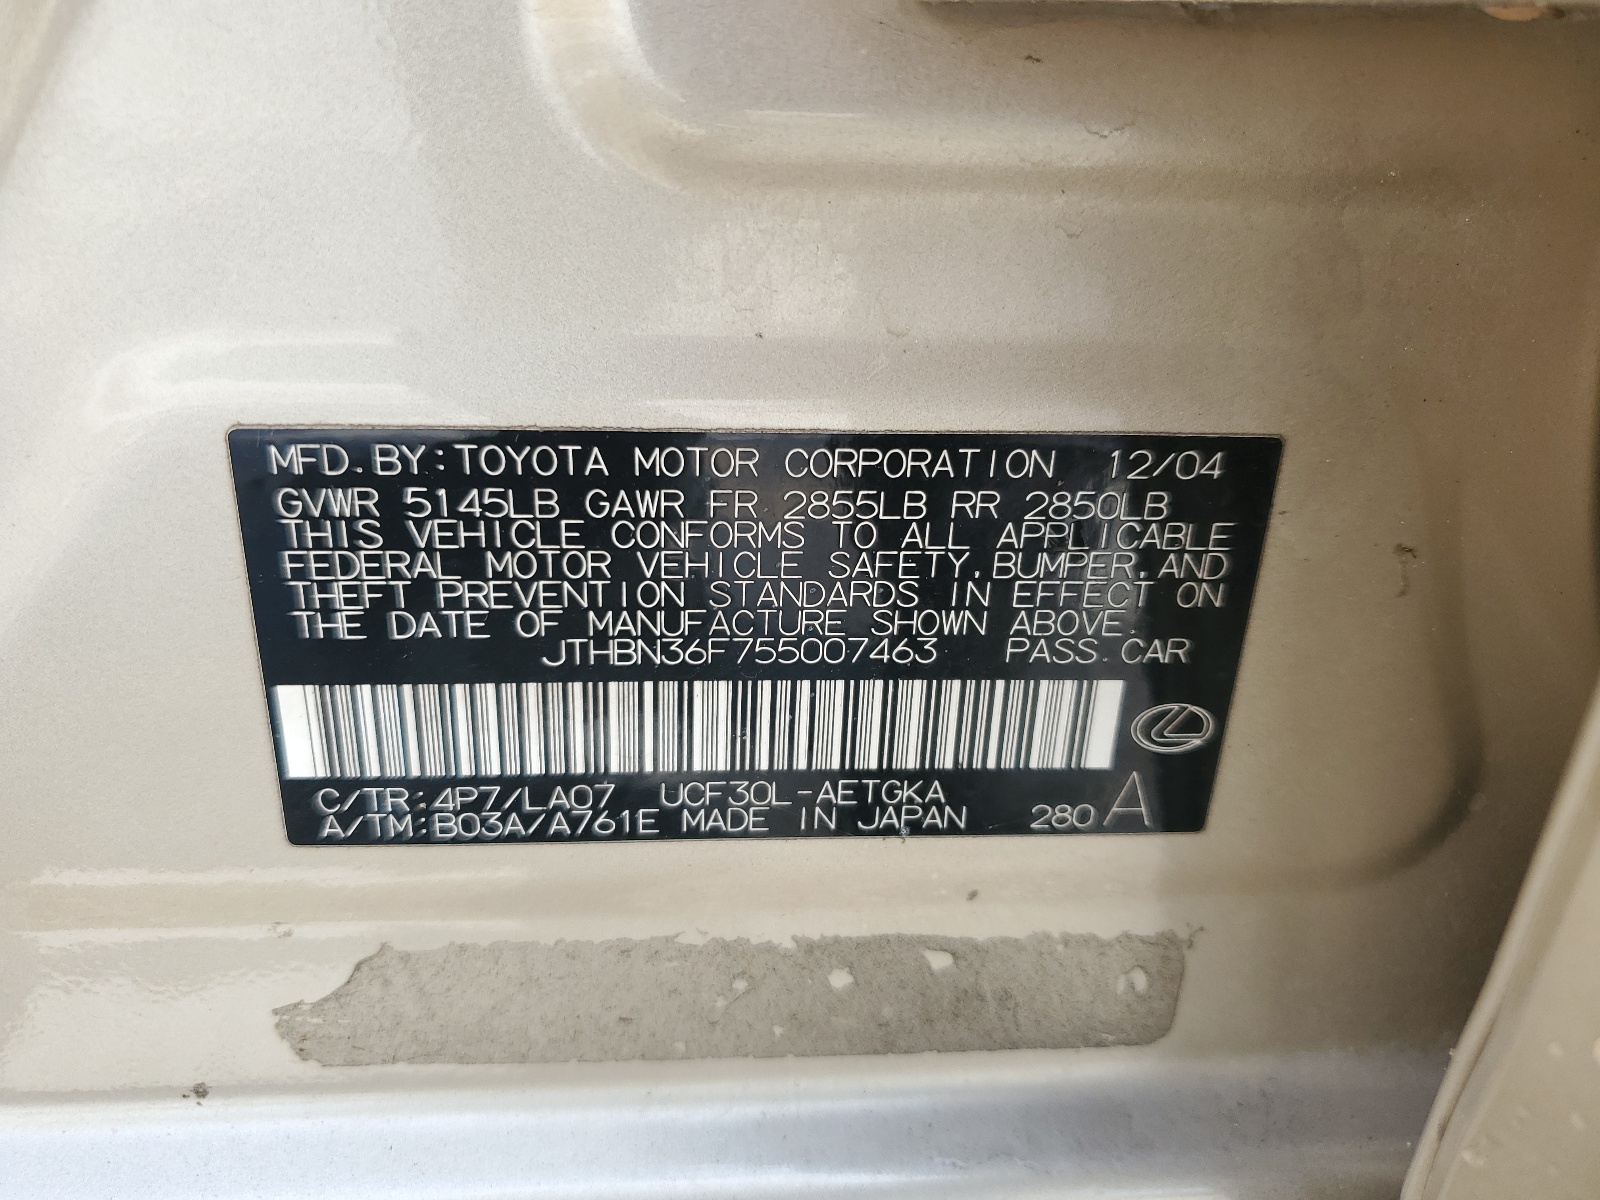 MFD. BY: TOYOTA MOTOR CORPORATION 12/04
GVWR 5145LB GAWR FR 2855LB RR 2850LB
THIS VEHICLE CONFORMS TO ALL APPLICABLE
FEDERAL MOTOR VEHICLE SAFETY, BUMPER, AND
THEFT PREVENTION STANDARDS IN EFFECT ON
THE DATE OF MANUFACTURE SHOWN ABOVE.
JTHBN36F755007463 PASS. CAR
C/TR: 4P7/LA07 UCF30L-AETGKA
A/TM: B03A/A761E MADE IN JAPAN 280 A